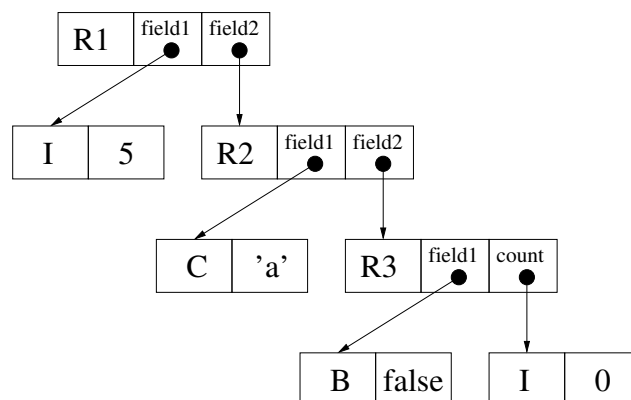 R1 field1 field2
I 5 R2 field1 field2
C 'a' R3 field1 count
B false I 0